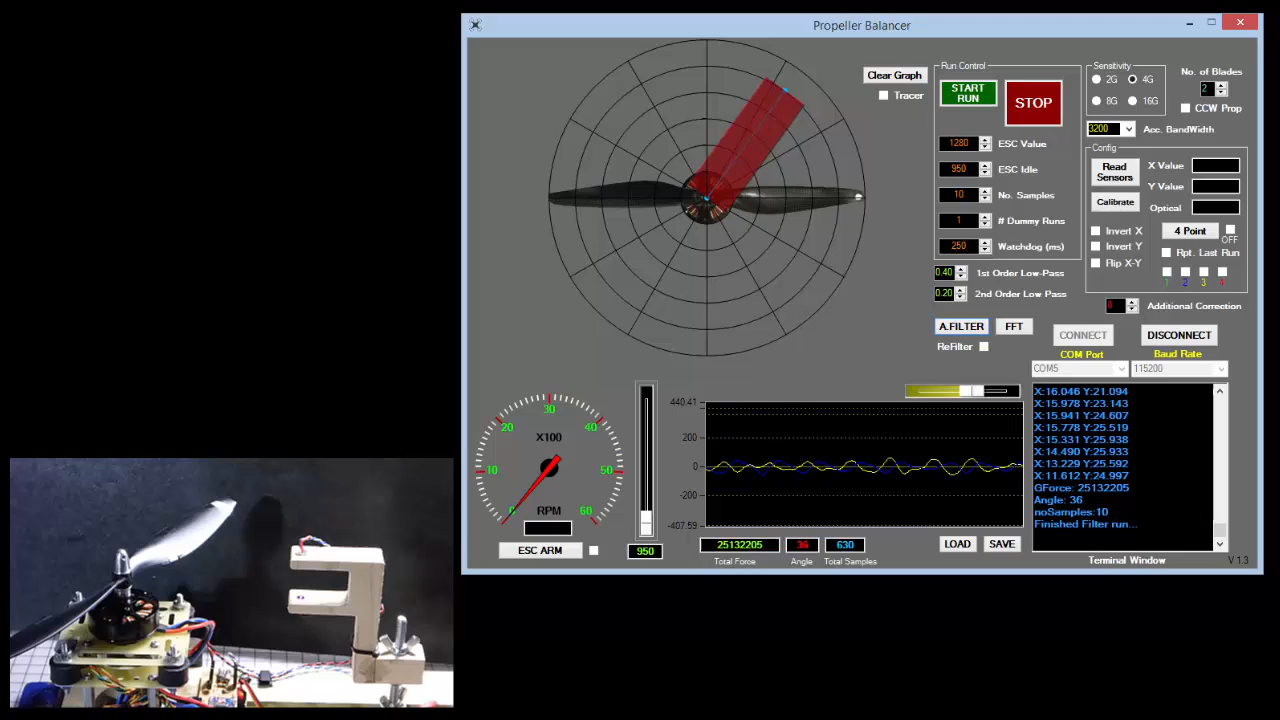 Propeller Balancer
Clear Graph
Tracer
Run Control
START RUN
STOP
1280 ESC Value
950 ESC Idle
10 No. Samples
1 # Dummy Runs
250 Watchdog (ms)
0.40 1st Order Low-Pass
0.20 2nd Order Low Pass
A.FILTER
FFT
ReFilter
Sensitivity
2G
4G
8G
16G
No. of Blades
2
CCW Prop
3200 Acc. BandWidth
Config
Read Sensors
Calibrate
X Value
Y Value
Optical
Invert X
Invert Y
Flip X-Y
4 Point
OFF
Rpt. Last Run
1 2 3 4
0 Additional Correction
CONNECT
DISCONNECT
COM Port
Baud Rate
COM5
115200
X:16.046 Y:21.094
X:15.978 Y:23.143
X:15.941 Y:24.607
X:15.778 Y:25.519
X:15.331 Y:25.938
X:14.490 Y:25.933
X:13.229 Y:25.592
X:11.612 Y:24.997
GForce: 25132205
Angle: 36
noSamples:10
Finished Filter run...
Terminal Window
V 1.3
0
10
20
30
40
50
60
X100
RPM
ESC ARM
950
440.41
200
0
-200
-407.59
25132205
36
630
Total Force
Angle
Total Samples
LOAD
SAVE